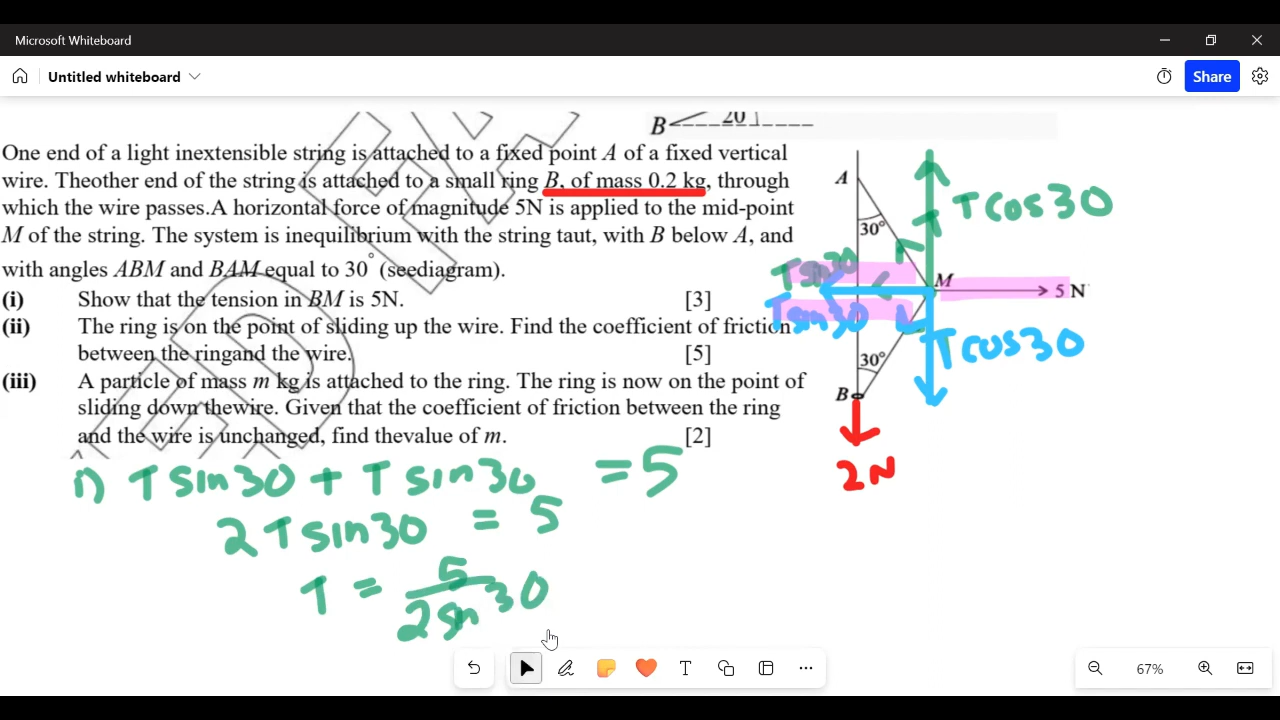 Microsoft Whiteboard
Untitled whiteboard
Share
B 20
One end of a light inextensible string is attached to a fixed point A of a fixed vertical
wire. Theother end of the string is attached to a small ring B, of mass 0.2 kg, through
which the wire passes.A horizontal force of magnitude 5N is applied to the mid-point
M of the string. The system is inequilibrium with the string taut, with B below A, and
with angles ABM and BAM equal to 30° (seediagram).
(i) Show that the tension in BM is 5N. [3]
(ii) The ring is on the point of sliding up the wire. Find the coefficient of friction
between the ringand the wire. [5]
(iii) A particle of mass m kg is attached to the ring. The ring is now on the point of
sliding down thewire. Given that the coefficient of friction between the ring
and the wire is unchanged, find thevalue of m. [2]
A
T cos 30
30°
T sin 30
M
5 N
T sin 30
T cos 30
30°
B
2 N
i) T sin 30 + T sin 30 = 5
2 T sin 30 = 5
T = 5
2 sin 30
67%